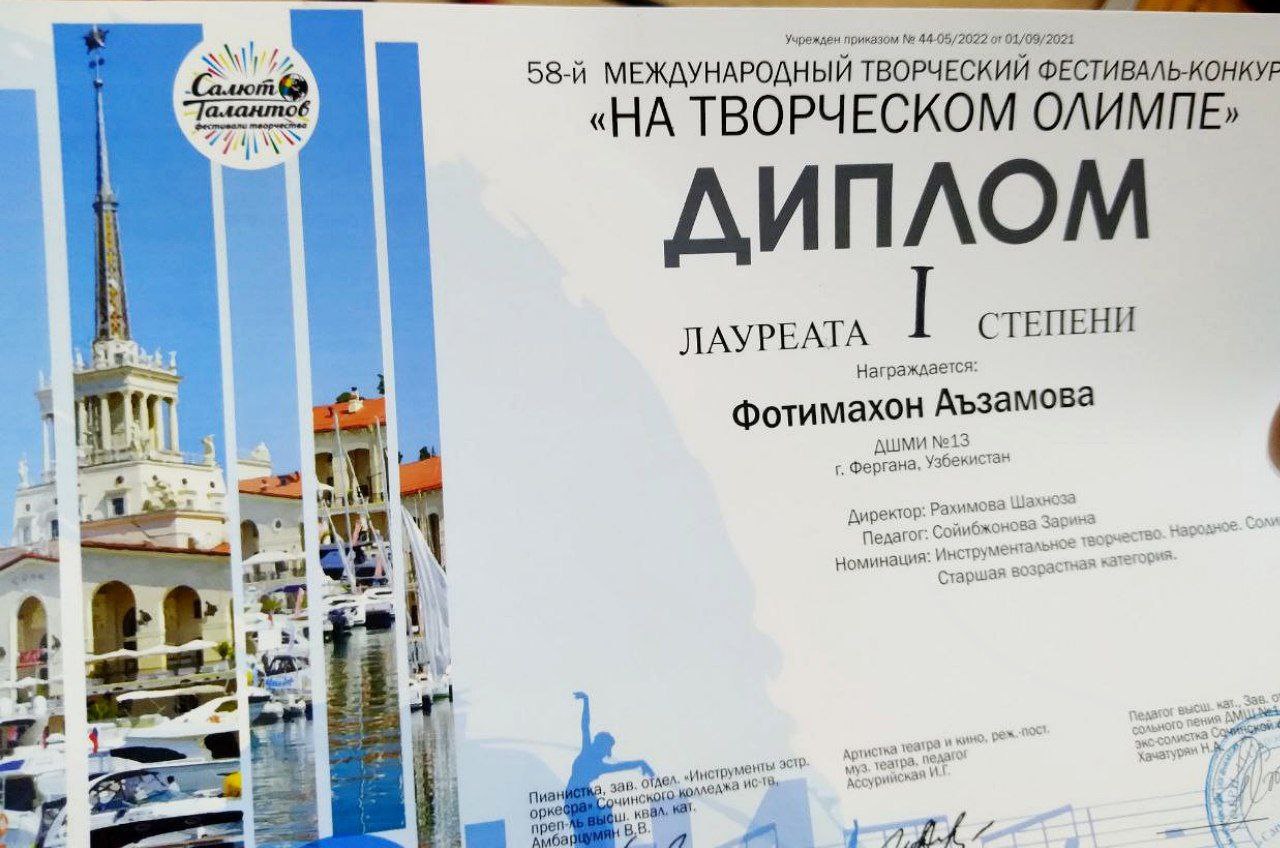 Салют
Талантов
фестивали творчества
Учрежден приказом № 44-05/2022 от 01/09/2021
58-й МЕЖДУНАРОДНЫЙ ТВОРЧЕСКИЙ ФЕСТИВАЛЬ-КОНКУР
«НА ТВОРЧЕСКОМ ОЛИМПЕ»
ДИПЛОМ
ЛАУРЕАТА I СТЕПЕНИ
Награждается:
Фотимахон Аъзамова
ДШМИ №13
г. Фергана, Узбекистан
Директор: Рахимова Шахноза
Педагог: Сойибжонова Зарина
Номинация: Инструментальное творчество. Народное. Соли
Старшая возрастная категория.
Пианистка, зав. отдел. «Инструменты эстр.
оркесра» Сочинского колледжа ис-тв,
преп-ль высш. квал. кат.
Амбарцумян В.В.
Артистка театра и кино, реж.-пост.
муз. театра, педагог
Ассурийская И.Г.
Педагог высш. кат., Зав. от
сольного пения ДМШ №1
экс-солистка Сочинской
Хачатурян Н.А.